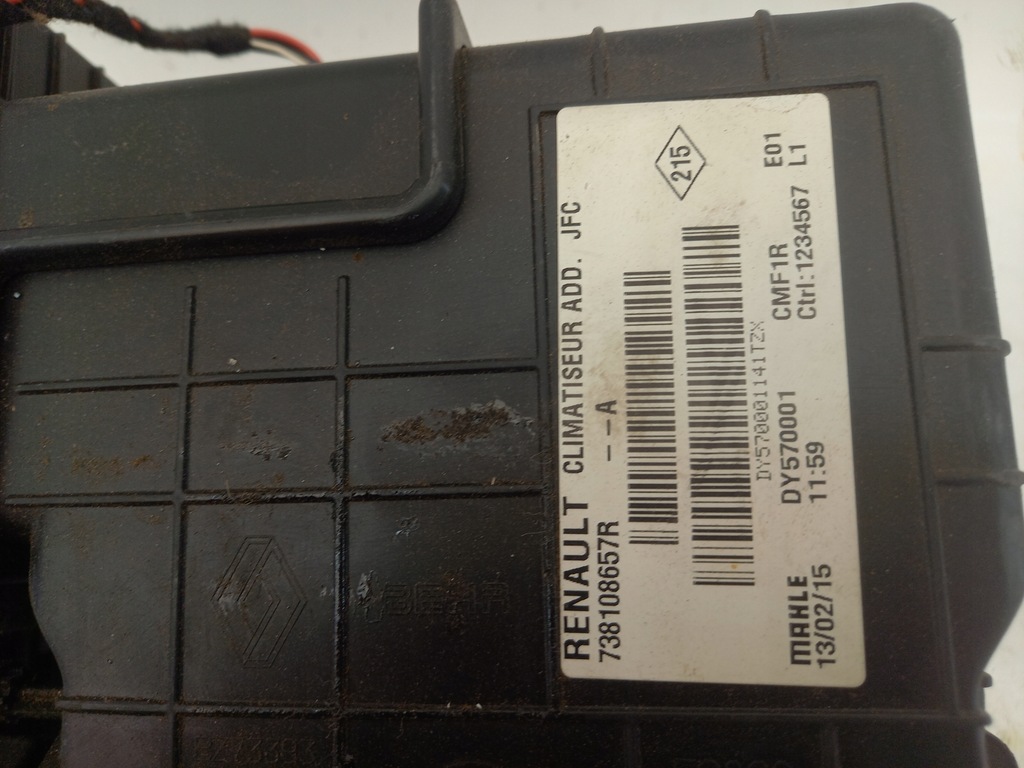 RENAULT CLIMATISEUR ADD. JFC
738108657R --A
215
DY570001141TZX
MAHLE DY570001 CMF1R E01
13/02/15 11:59 Ctrl:1234567 L1
BEHR